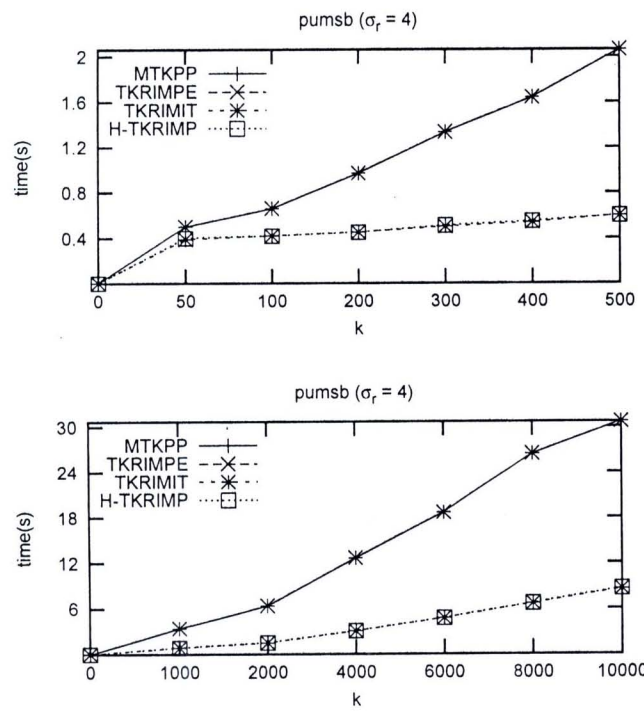 pumsb (σr = 4)
2
1.6
1.2
0.8
0.4
time(s)
MTKPP
TKRIMPE
TKRIMIT
H-TKRIMP
0 50 100 200 300 400 500
k
pumsb (σr = 4)
30
24
18
12
6
time(s)
MTKPP
TKRIMPE
TKRIMIT
H-TKRIMP
0 1000 2000 4000 6000 8000 10000
k